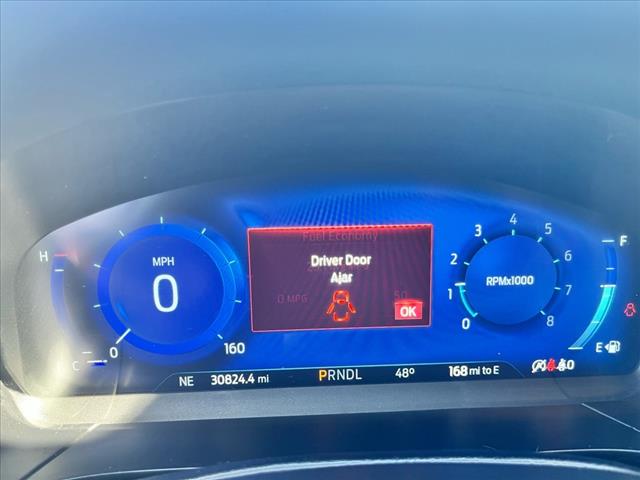 H
C
MPH
0
0
160
Fuel Economy
Driver Door
Ajar
0 MPG
50
OK
0
1
2
3
4
5
6
7
8
RPMx1000
F
E
NE 30824.4 mi PRNDL 48° 168 mi to E